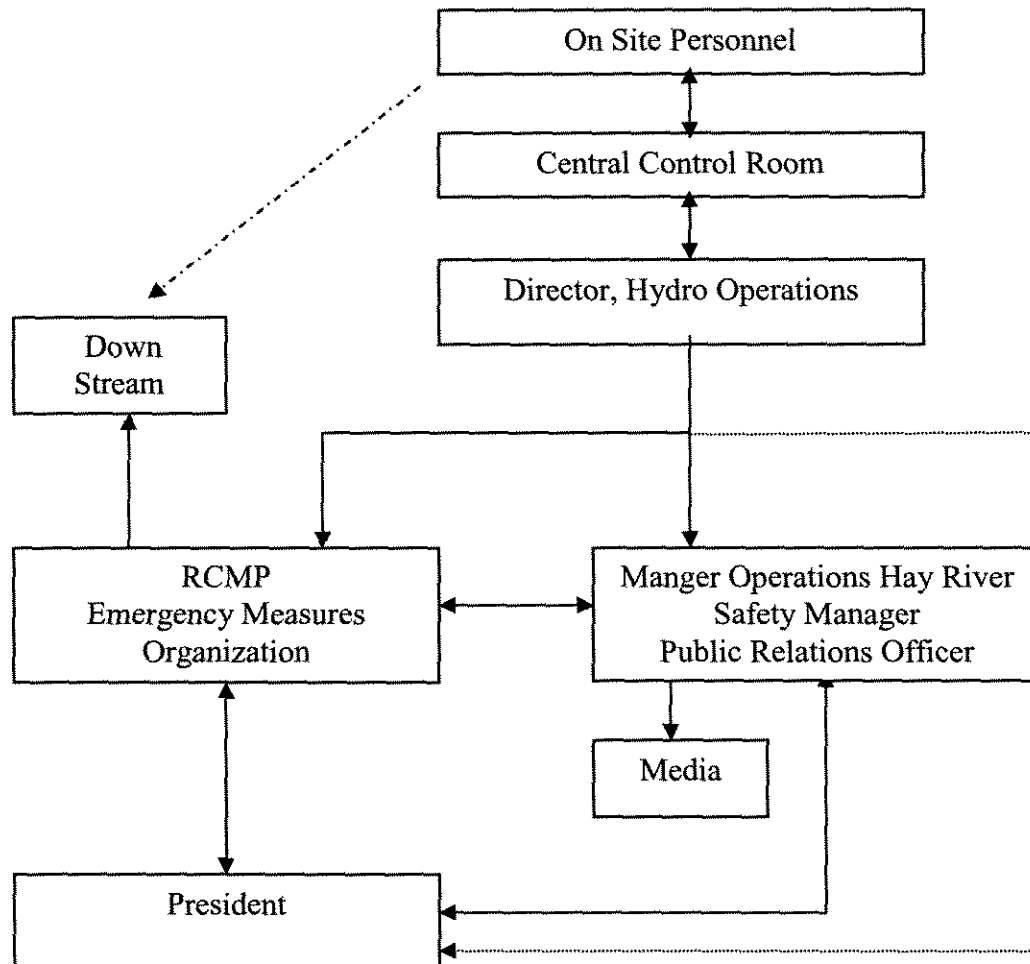 On Site Personnel
Central Control Room
Director, Hydro Operations
Down
Stream
RCMP
Emergency Measures
Organization
Manger Operations Hay River
Safety Manager
Public Relations Officer
Media
President